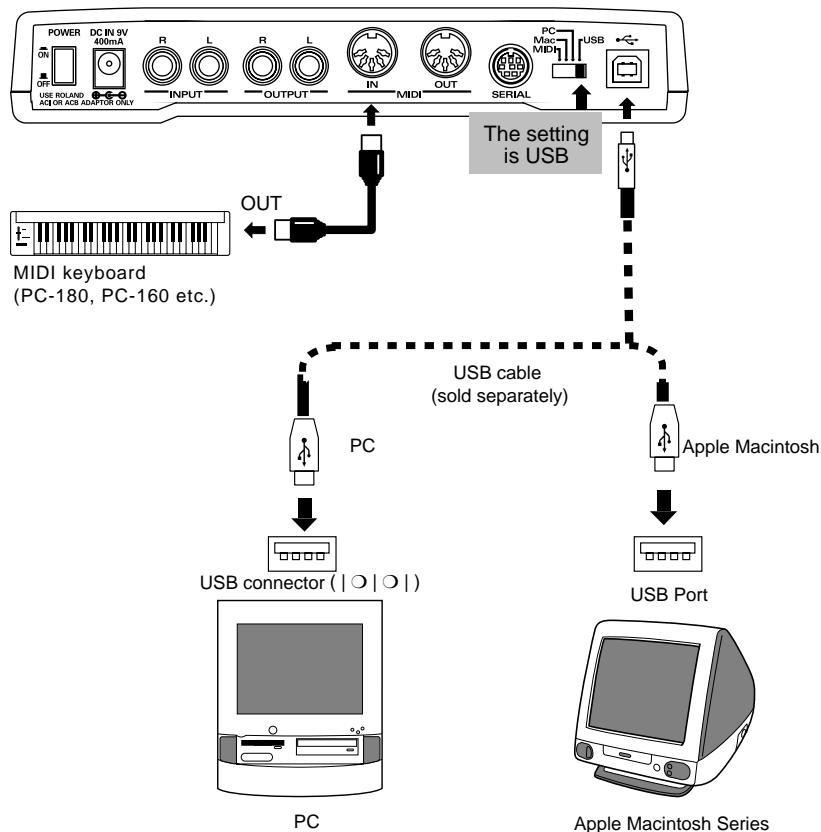 POWER
ON
OFF
DC IN 9V
400mA
USE ROLAND
ACI OR ACB ADAPTOR ONLY
R L
INPUT
R L
OUTPUT
IN
MIDI
OUT
SERIAL
PC
Mac
MIDI
USB
The setting
is USB
OUT
MIDI keyboard
(PC-180, PC-160 etc.)
USB cable
(sold separately)
PC
Apple Macintosh
USB connector ( | ❍ | ❍ | )
USB Port
PC
Apple Macintosh Series